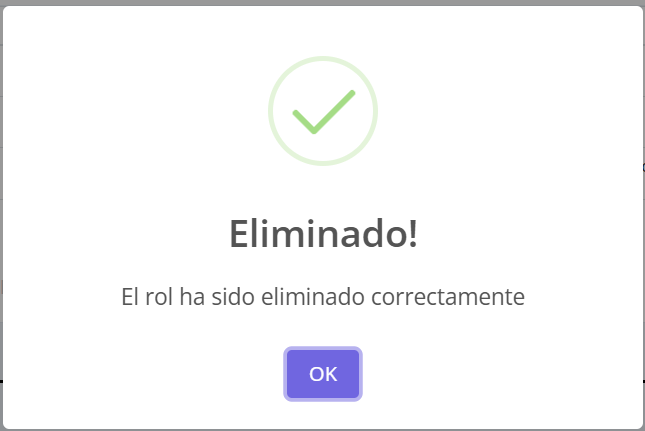 Eliminado!
El rol ha sido eliminado correctamente
OK